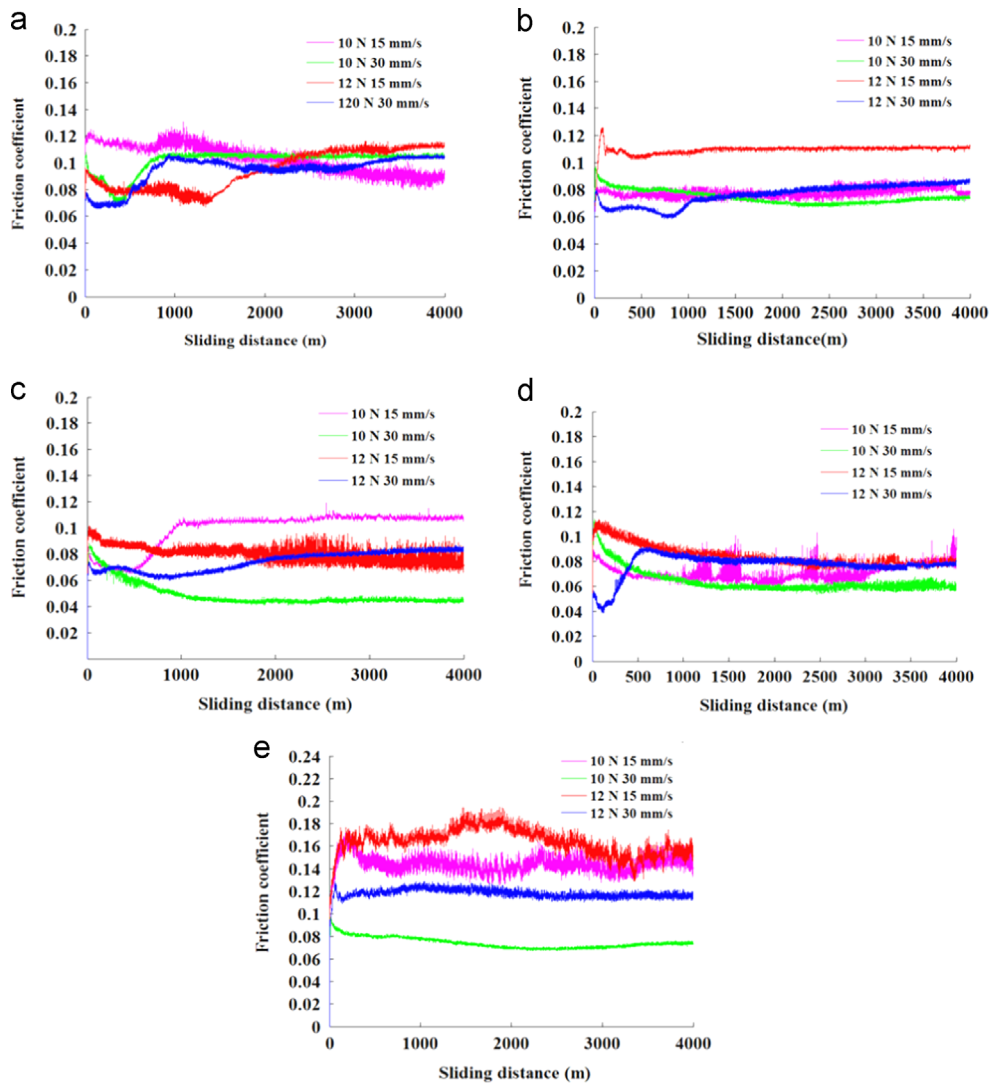 a
0.2
0.18
0.16
0.14
0.12
0.1
0.08
0.06
0.04
0.02
0
Friction coefficient
10 N 15 mm/s
10 N 30 mm/s
12 N 15 mm/s
120 N 30 mm/s
0 1000 2000 3000 4000
Sliding distance (m)
b
0.2
0.18
0.16
0.14
0.12
0.1
0.08
0.06
0.04
0.02
0
Friction coefficient
10 N 15 mm/s
10 N 30 mm/s
12 N 15 mm/s
12 N 30 mm/s
0 500 1000 1500 2000 2500 3000 3500 4000
Sliding distance(m)
c
0.2
0.18
0.16
0.14
0.12
0.1
0.08
0.06
0.04
0.02
Friction coefficient
10 N 15 mm/s
10 N 30 mm/s
12 N 15 mm/s
12 N 30 mm/s
0 1000 2000 3000 4000
Sliding distance (m)
d
0.2
0.18
0.16
0.14
0.12
0.1
0.08
0.06
0.04
0.02
0
Friction coefficient
10 N 15 mm/s
10 N 30 mm/s
12 N 15 mm/s
12 N 30 mm/s
0 500 1000 1500 2000 2500 3000 3500 4000
Sliding distance (m)
e
0.24
0.22
0.2
0.18
0.16
0.14
0.12
0.1
0.08
0.06
0.04
0.02
0
Friction coefficient
10 N 15 mm/s
10 N 30 mm/s
12 N 15 mm/s
12 N 30 mm/s
0 1000 2000 3000 4000
Sliding distance (m)